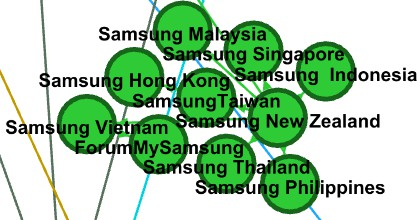 Samsung Malaysia
Samsung Singapore
Samsung  Indonesia
Samsung Hong Kong
SamsungTaiwan
Samsung New Zealand
Samsung Vietnam
ForumMySamsung
Samsung Thailand
Samsung Philippines